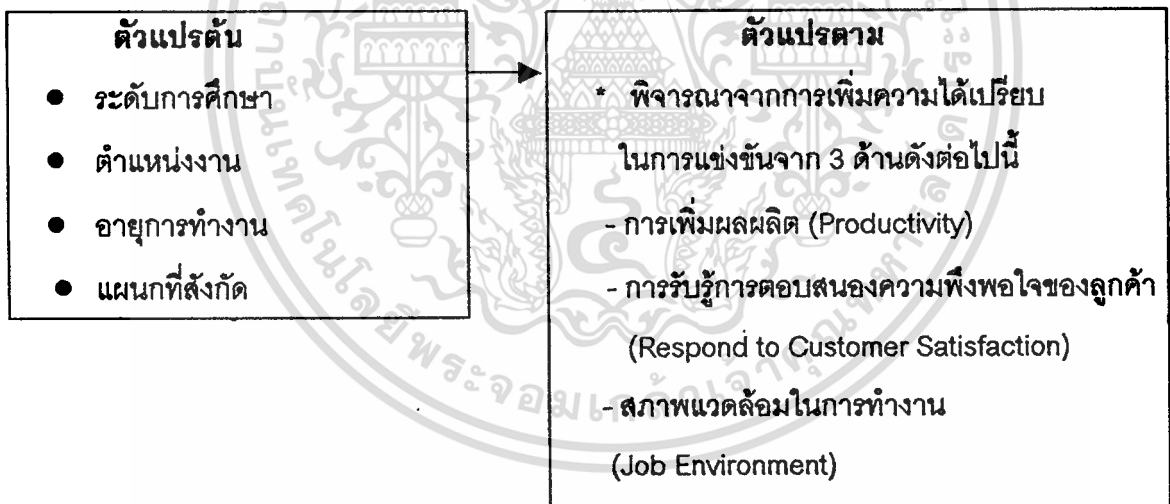 ตัวแปรต้น
● ระดับการศึกษา
● ตำแหน่งงาน
● อายุการทำงาน
● แผนกที่สังกัด
ตัวแปรตาม
* พิจารณาจากการเพิ่มความได้เปรียบ
ในการแข่งขันจาก 3 ด้านดังต่อไปนี้
- การเพิ่มผลผลิต (Productivity)
- การรับรู้การตอบสนองความพึงพอใจของลูกค้า
(Respond to Customer Satisfaction)
- สภาพแวดล้อมในการทำงาน
(Job Environment)